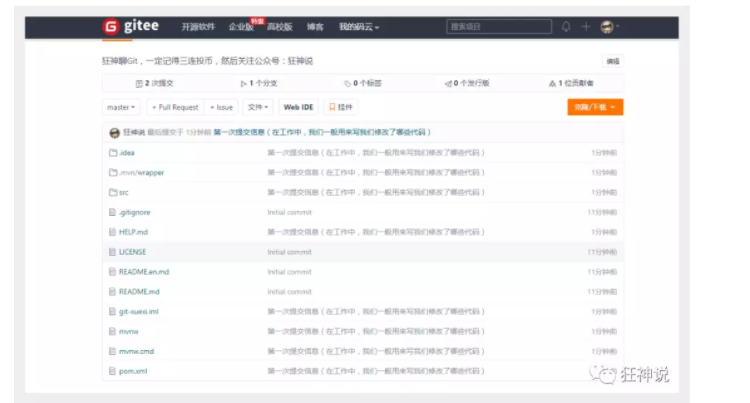 gitee 开源软件 企业版 特惠 高校版 博客 我的码云 搜索项目
狂神聊Git，一定记得三连投币，然后关注公众号：狂神说 编辑
2 次提交 1 个分支 0 个标签 0 个发行版 1 位贡献者
master + Pull Request + Issue 文件 Web IDE 挂件 克隆/下载
狂神说 最后提交于 1分钟前 第一次提交信息（在工作中，我们一般用来写我们修改了哪些代码）
.idea 第一次提交信息（在工作中，我们一般用来写我们修改了哪些代码） 1分钟前
.mvn/wrapper 第一次提交信息（在工作中，我们一般用来写我们修改了哪些代码） 1分钟前
src 第一次提交信息（在工作中，我们一般用来写我们修改了哪些代码） 1分钟前
.gitignore Initial commit 11分钟前
HELP.md 第一次提交信息（在工作中，我们一般用来写我们修改了哪些代码） 1分钟前
LICENSE Initial commit 11分钟前
README.en.md Initial commit 11分钟前
README.md Initial commit 11分钟前
git-xuexi.iml 第一次提交信息（在工作中，我们一般用来写我们修改了哪些代码） 1分钟前
mvnw 第一次提交信息（在工作中，我们一般用来写我们修改了哪些代码） 1分钟前
mvnw.cmd 第一次提交信息（在工作中，我们一般用来写我们修改了哪些代码） 1分钟前
pom.xml 第一次提交信息（在工作中，我们一般用来写我们修改了哪些代码） 1分钟前
狂神说